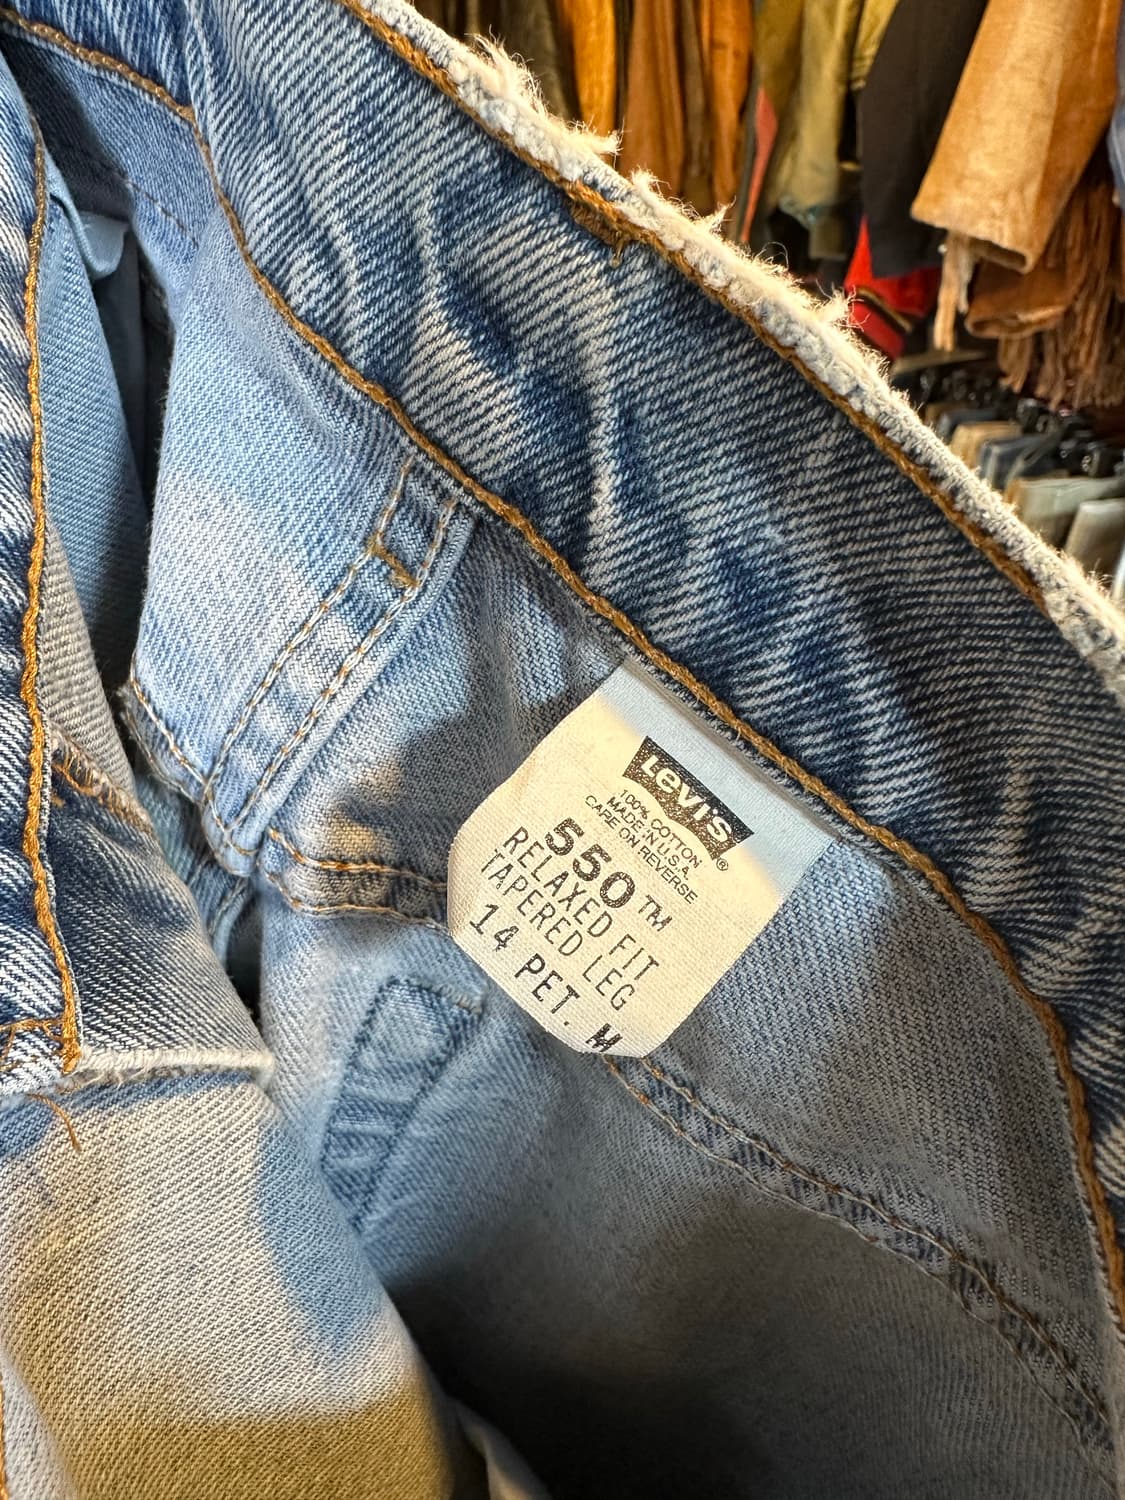 Levi's®
100% COTTON
MADE IN U.S.A.
CARE ON REVERSE
550™
RELAXED FIT
TAPERED LEG
14 PET. M